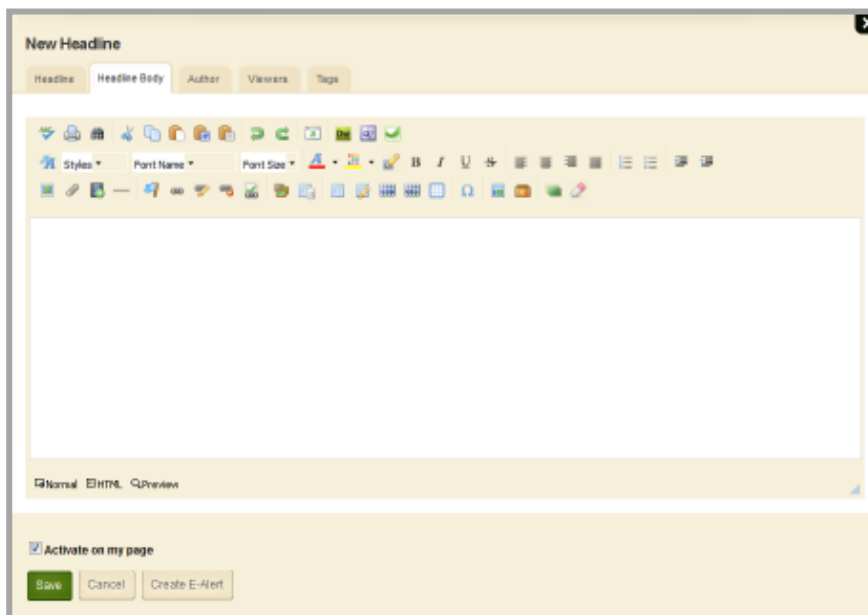 New Headline
Headline Headline Body Author Viewers Tags
Styles Font Name Font Size B I U S
Normal HTML Preview
Activate on my page
Save Cancel Create E-Alert